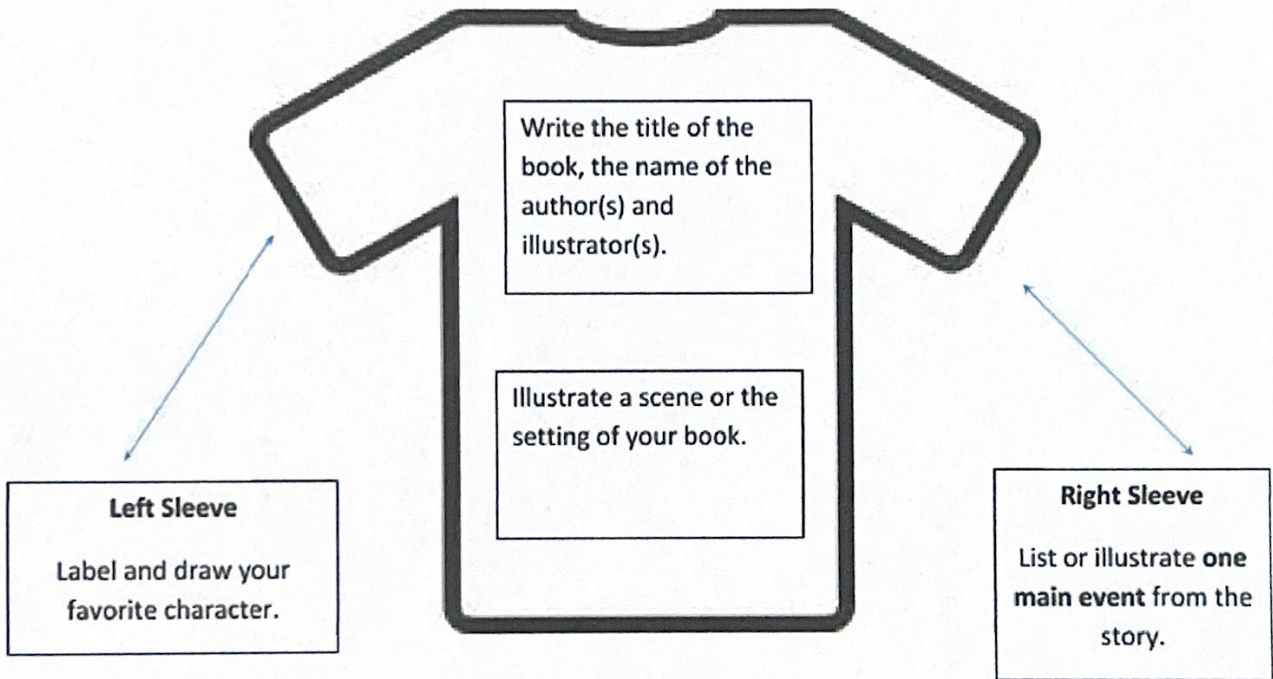 Write the title of the
book, the name of the
author(s) and
illustrator(s).
Illustrate a scene or the
setting of your book.
Left Sleeve
Label and draw your
favorite character.
Right Sleeve
List or illustrate one
main event from the
story.